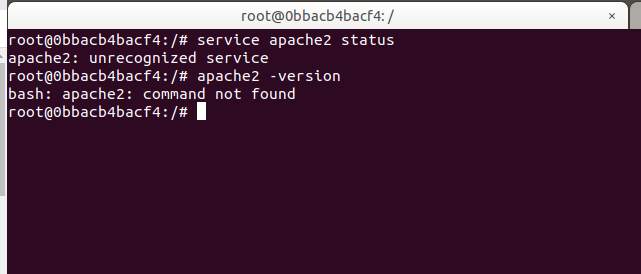 root@0bbacb4bacf4: /
root@0bbacb4bacf4:/# service apache2 status
apache2: unrecognized service
root@0bbacb4bacf4:/# apache2 -version
bash: apache2: command not found
root@0bbacb4bacf4:/#